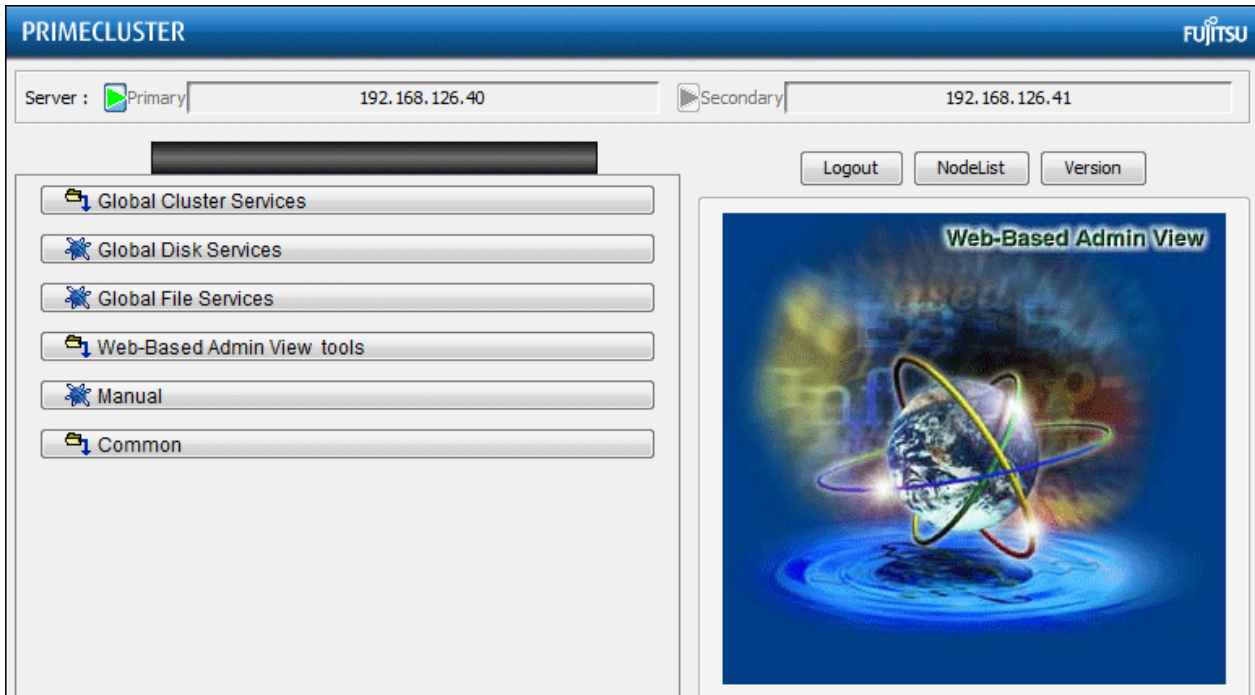 PRIMECLUSTER
FUJITSU
Server : Primary 192.168.126.40 Secondary 192.168.126.41
Logout NodeList Version
Global Cluster Services
Global Disk Services
Global File Services
Web-Based Admin View tools
Manual
Common
Web-Based Admin View